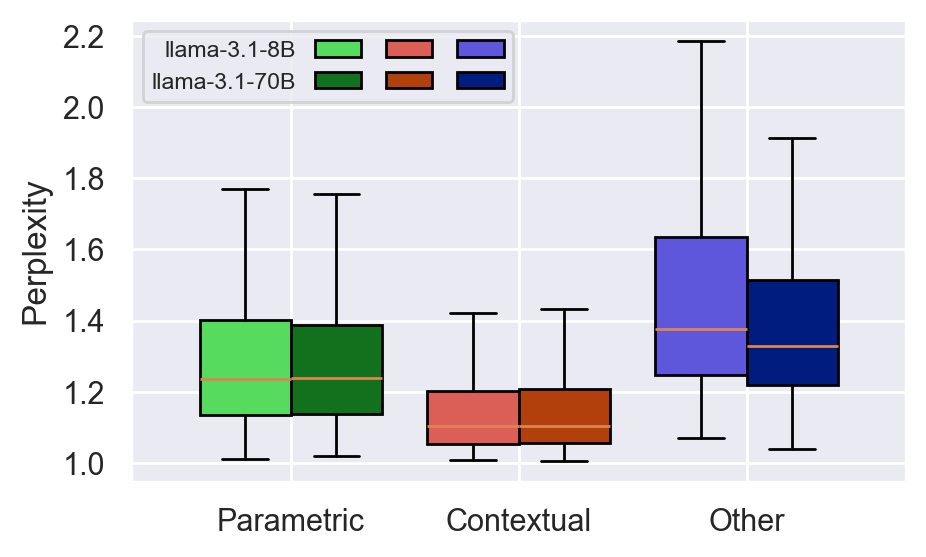 llama-3.1-8B
llama-3.1-70B
Perplexity
2.2
2.0
1.8
1.6
1.4
1.2
1.0
Parametric
Contextual
Other